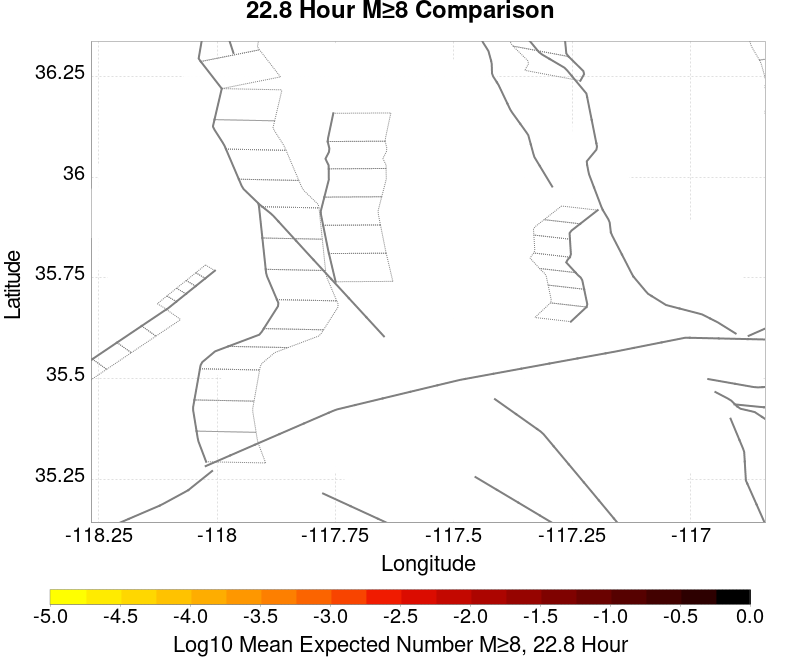 22.8 Hour M≥8 Comparison
36.25
36
35.75
35.5
35.25
Latitude
-118.25 -118 -117.75 -117.5 -117.25 -117
Longitude
-5.0 -4.5 -4.0 -3.5 -3.0 -2.5 -2.0 -1.5 -1.0 -0.5 0.0
Log10 Mean Expected Number M≥8, 22.8 Hour